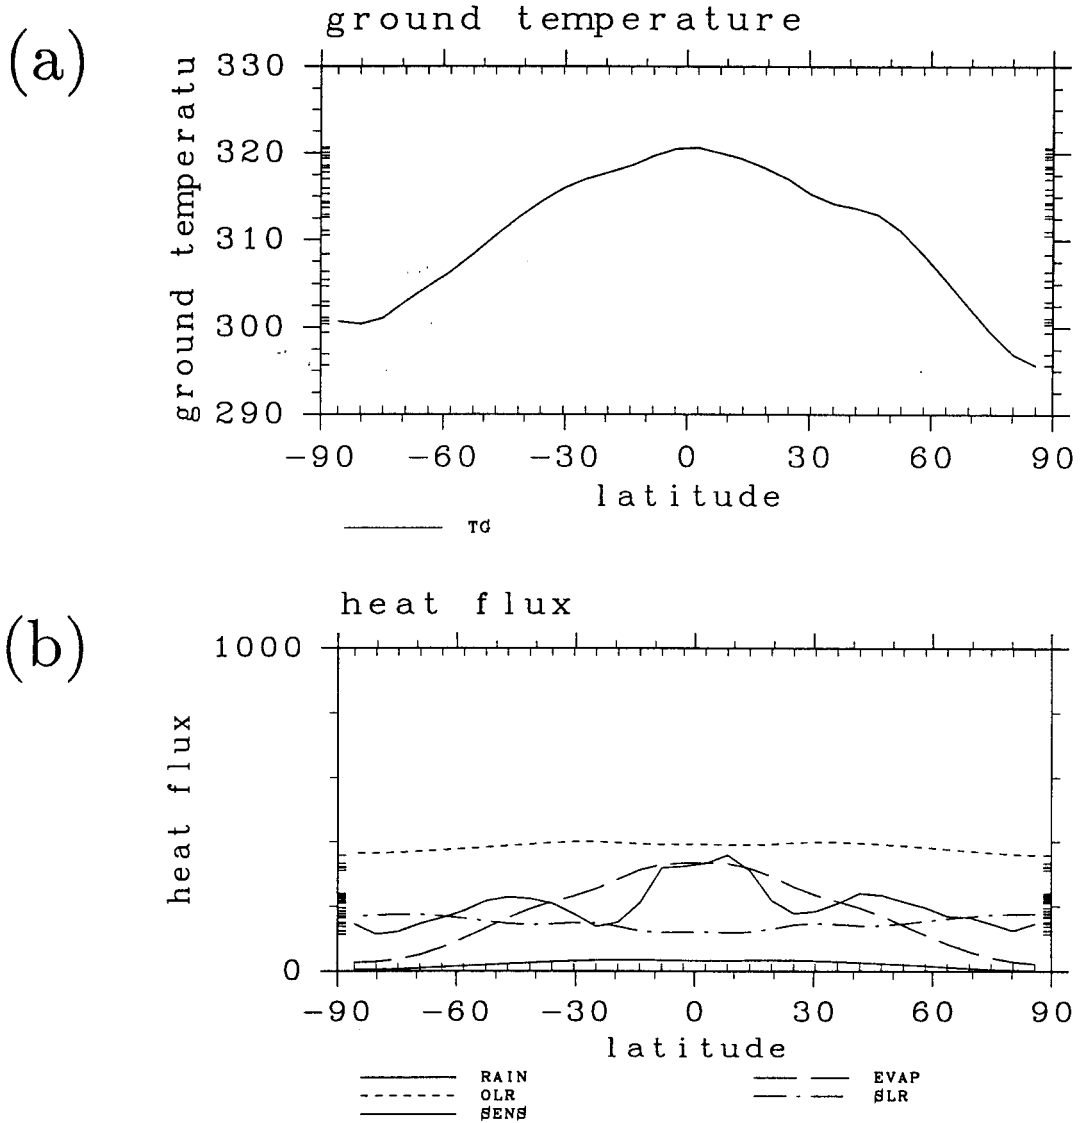 (a)
ground temperature
ground temperatu
330
320
310
300
290
−90 −60 −30 0 30 60 90
latitude
TG
(b)
heat flux
heat flux
1000
0
−90 −60 −30 0 30 60 90
latitude
RAIN EVAP
OLR SLR
SENS